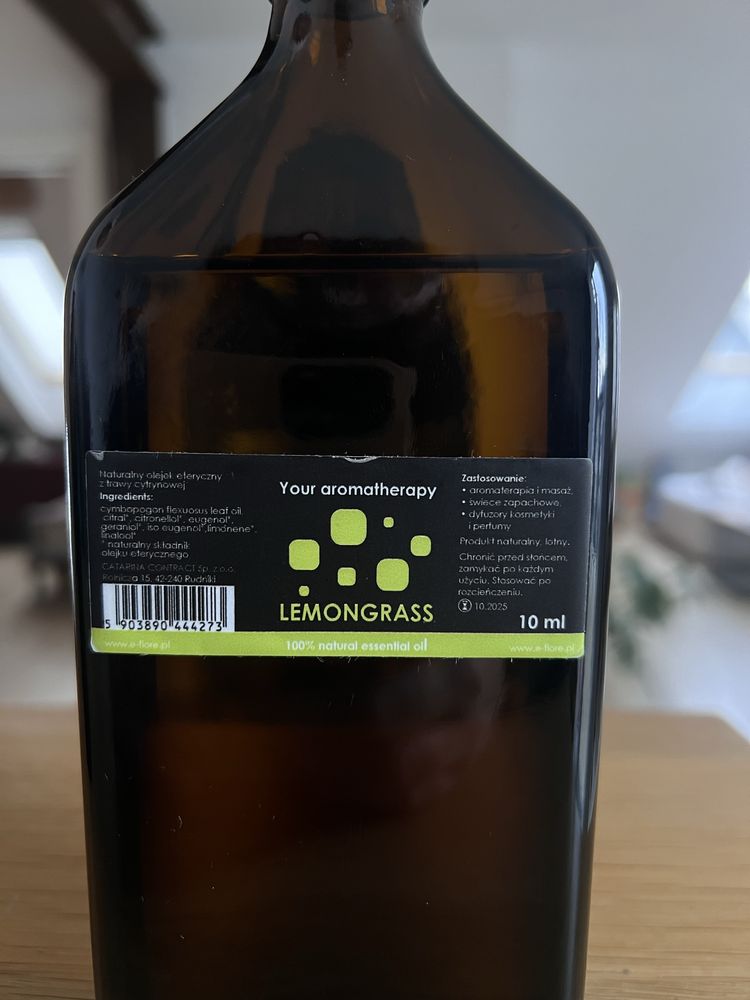 Naturalny olejek eteryczny
z trawy cytrynowej
Ingredients:
cymbopogon flexuosus leaf oil,
citral*, citronellol*, eugenol*,
geraniol*, iso eugenol*,limonene*,
linalool*
* naturalny składnik
olejku eterycznego
CATARINA CONTRACT Sp. z o.o.
Rolnicza 15, 42-240 Rudniki
5 903890 444273
www.e-fiore.pl
Your aromatherapy
LEMONGRASS
100% natural essential oil
Zastosowanie:
• aromaterapia i masaż,
• świece zapachowe,
• dyfuzory kosmetyki
i perfumy
Produkt naturalny, lotny.
Chronić przed słońcem,
zamykać po każdym
użyciu. Stosować po
rozcieńczeniu.
10.2025
10 ml
www.e-fiore.pl